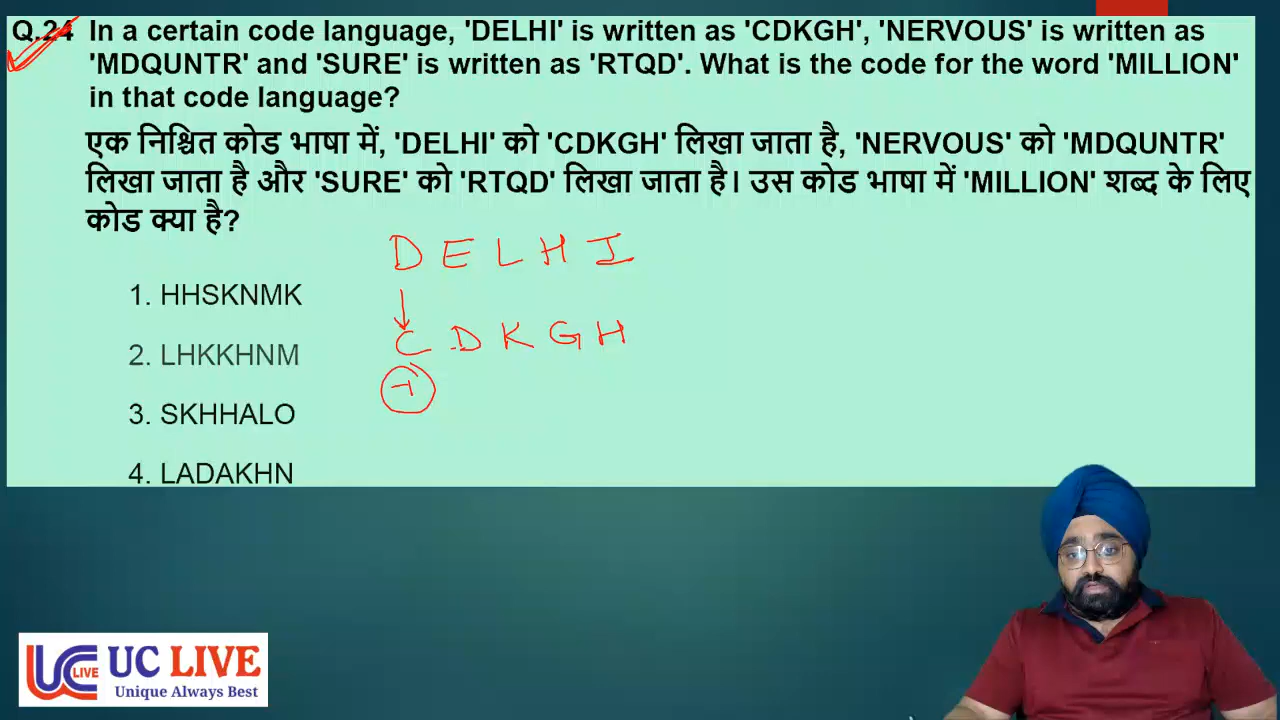 Q.24 In a certain code language, 'DELHI' is written as 'CDKGH', 'NERVOUS' is written as
'MDQUNTR' and 'SURE' is written as 'RTQD'. What is the code for the word 'MILLION'
in that code language?
एक निश्चित कोड भाषा में, 'DELHI' को 'CDKGH' लिखा जाता है, 'NERVOUS' को 'MDQUNTR'
लिखा जाता है और 'SURE' को 'RTQD' लिखा जाता है। उस कोड भाषा में 'MILLION' शब्द के लिए
कोड क्या है?
D E L H I
1. HHSKNMK
C D K G H
2. LHKKHNM
-1
3. SKHHALO
4. LADAKHN
UC LIVE
LIVE
Unique Always Best